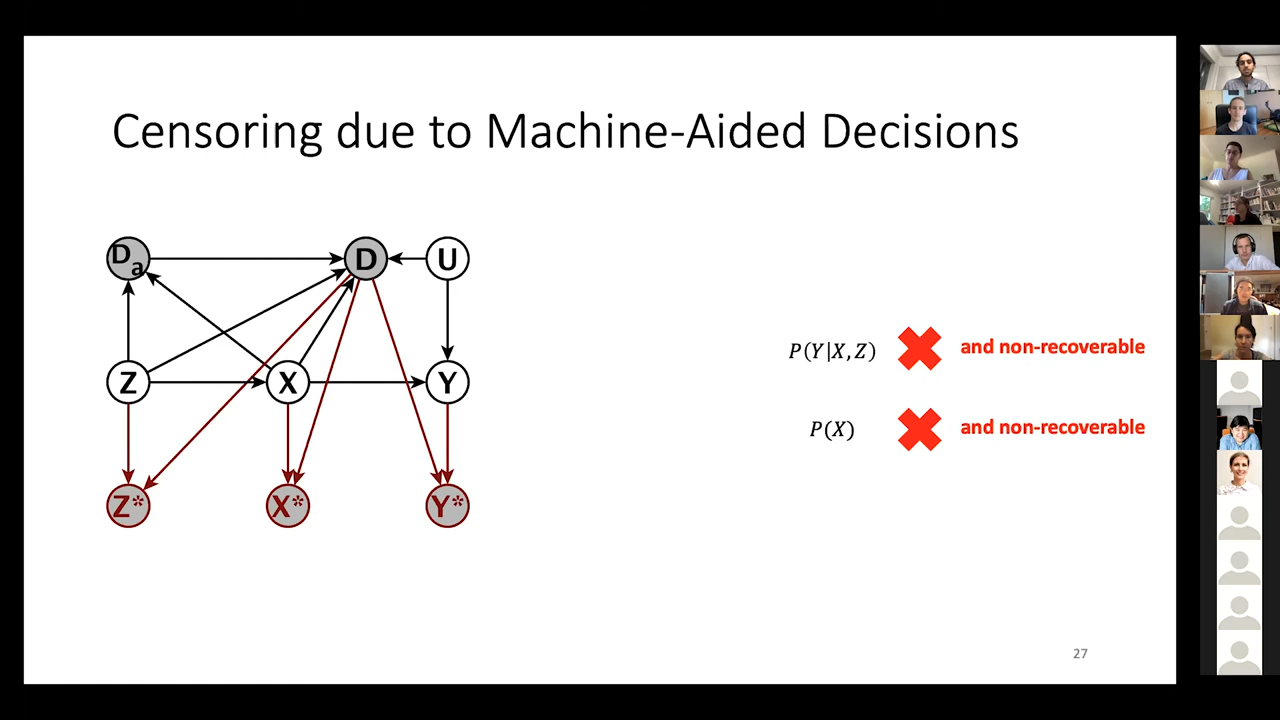 Censoring due to Machine-Aided Decisions
Da
D
U
Z
X
Y
Z*
X*
Y*
P(Y|X, Z)
and non-recoverable
P(X)
and non-recoverable
27